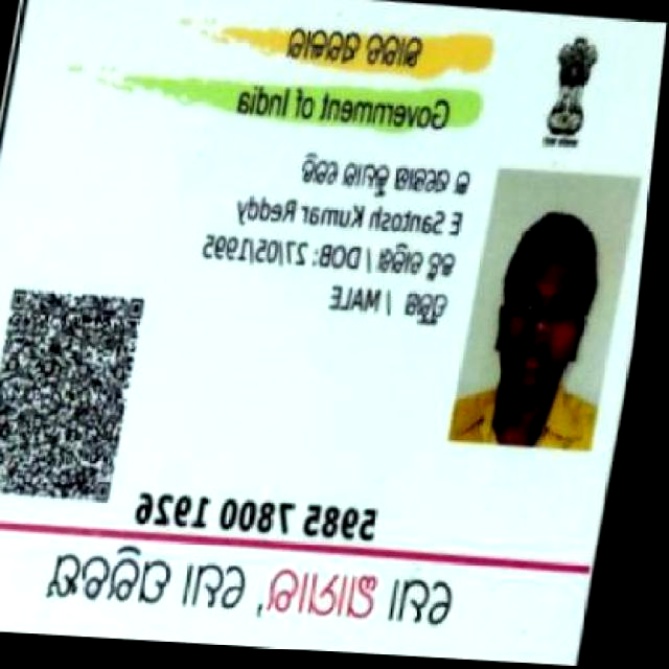 ଭାରତ ସରକାର
Government of India
ଇ ସନ୍ତୋଷ କୁମାର ରେଡି
E Santosh Kumar Reddy
ଜନ୍ମ ତାରିଖ / DOB: 27/05/1995
ପୁରୁଷ / MALE
5985 7800 1926
ମୋ ଆଧାର, ମୋ ପରିଚୟ